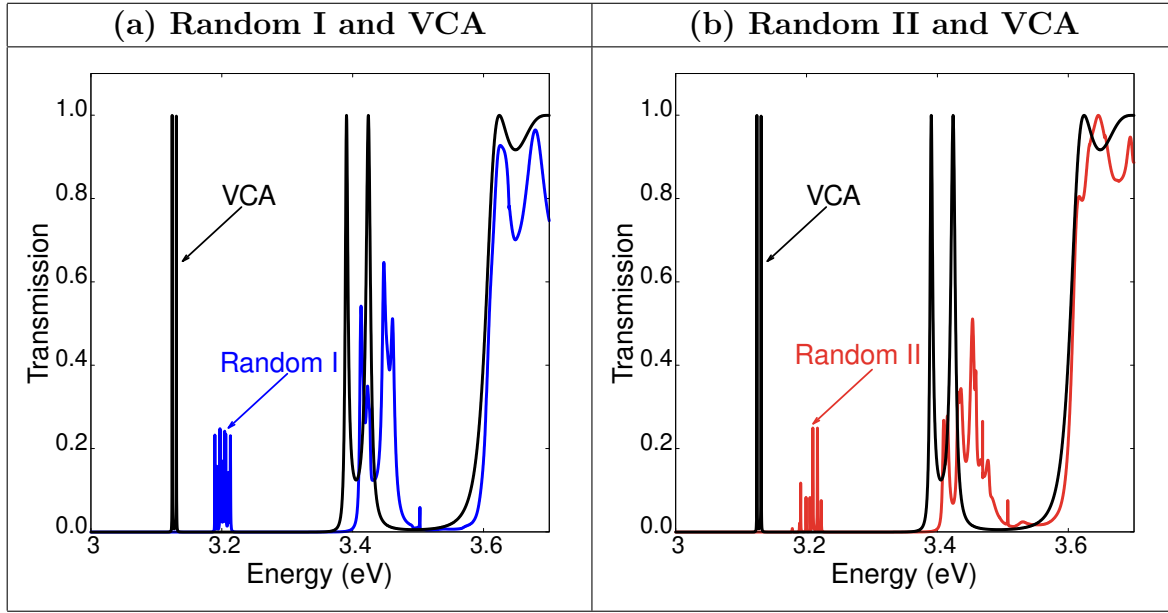 (a) Random I and VCA
(b) Random II and VCA
Transmission
1.0
0.8
0.6
0.4
0.2
0.0
VCA
Random I
3
3.2
3.4
3.6
Energy (eV)
Transmission
1.0
0.8
0.6
0.4
0.2
0.0
VCA
Random II
3
3.2
3.4
3.6
Energy (eV)